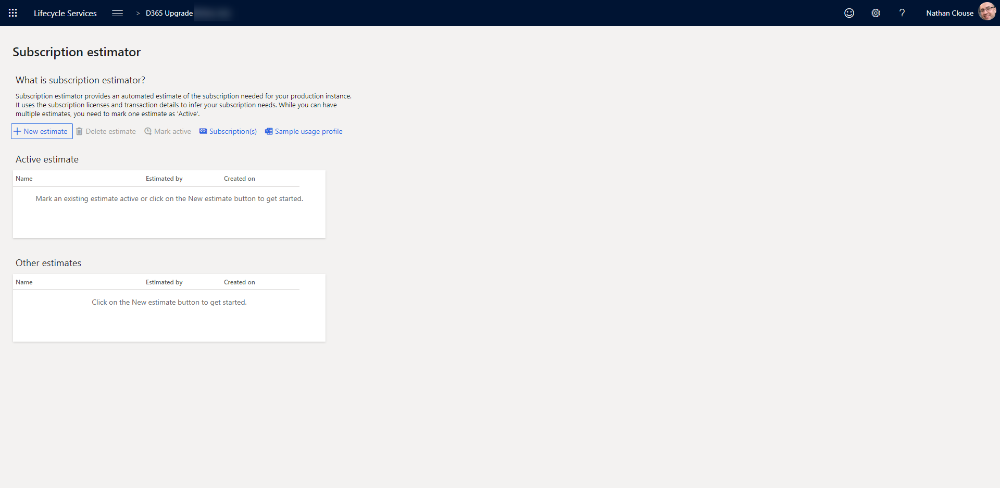 Lifecycle Services > D365 Upgrade ? Nathan Clouse
Subscription estimator
What is subscription estimator?
Subscription estimator provides an automated estimate of the subscription needed for your production instance.
It uses the subscription licenses and transaction details to infer your subscription needs. While you can have
multiple estimates, you need to mark one estimate as 'Active'.
New estimate Delete estimate Mark active Subscription(s) Sample usage profile
Active estimate
Name Estimated by Created on
Mark an existing estimate active or click on the New estimate button to get started.
Other estimates
Name Estimated by Created on
Click on the New estimate button to get started.